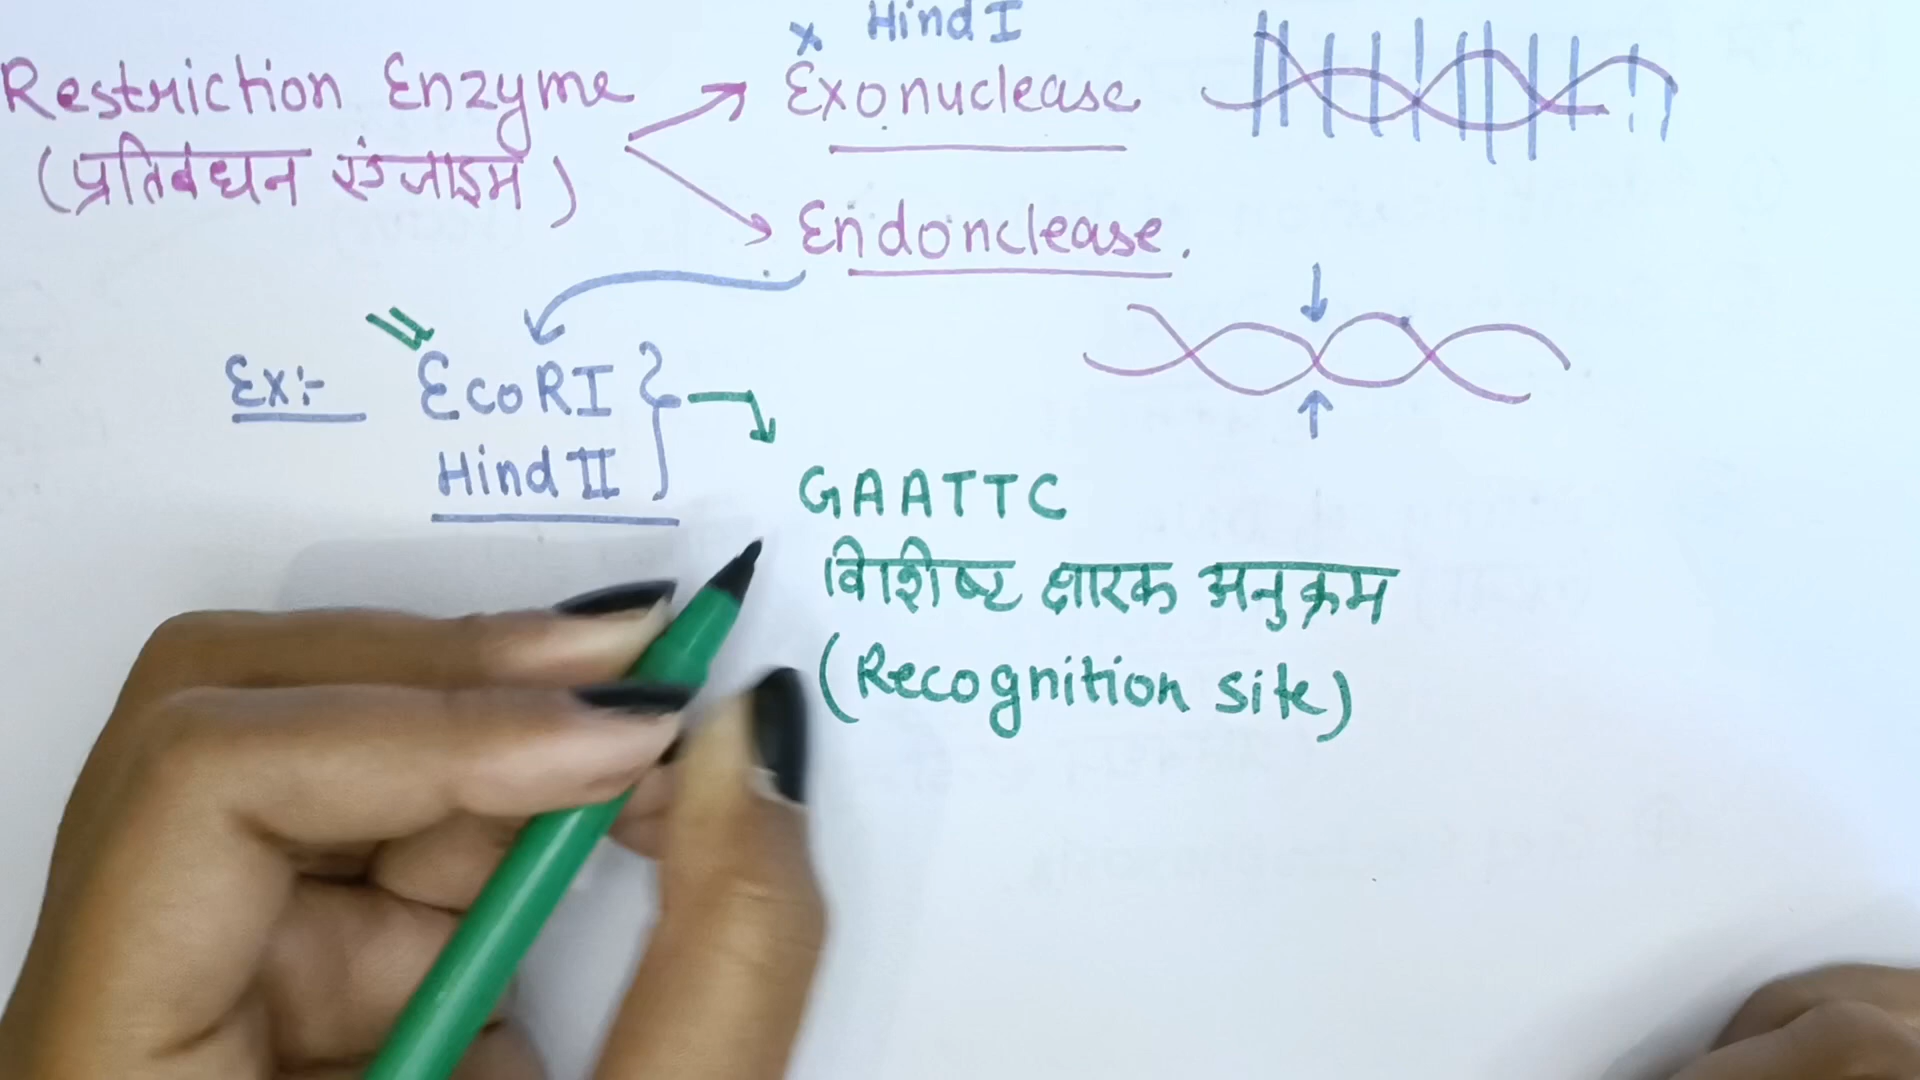 x Hind I
Restriction Enzyme
(प्रतिबंधन एंजाइम)
Exonuclease
Endonclease.
Ex:- EcoRI
Hind II
GAATTC
विशिष्ट क्षारक अनुक्रम
(Recognition site)